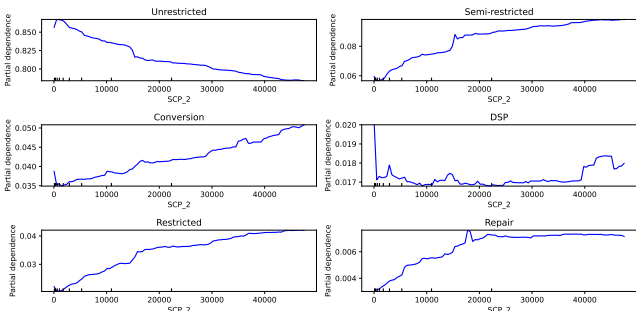 Unrestricted
Partial dependence
0.850
0.825
0.800
0 10000 20000 30000 40000
SCP_2
Semi-restricted
Partial dependence
0.08
0.06
0 10000 20000 30000 40000
SCP_2
Conversion
Partial dependence
0.050
0.045
0.040
0.035
0 10000 20000 30000 40000
SCP_2
DSP
Partial dependence
0.020
0.019
0.018
0.017
0 10000 20000 30000 40000
SCP_2
Restricted
Partial dependence
0.04
0.03
0 10000 20000 30000 40000
SCP_2
Repair
Partial dependence
0.006
0.004
0 10000 20000 30000 40000
SCP_2